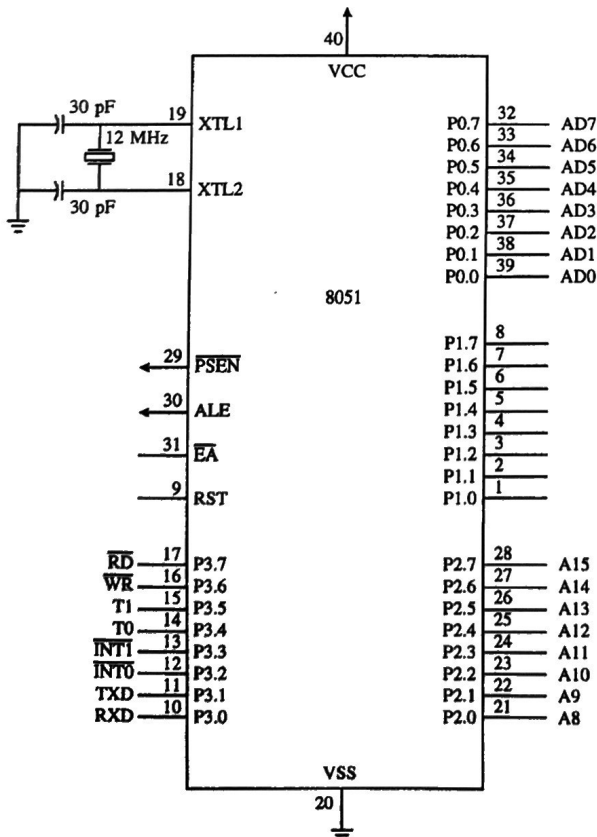 40
VCC
30 pF
19 XTL1
12 MHz
18 XTL2
30 pF
P0.7 32 AD7
P0.6 33 AD6
P0.5 34 AD5
P0.4 35 AD4
P0.3 36 AD3
P0.2 37 AD2
P0.1 38 AD1
P0.0 39 AD0
8051
29 P̅S̅E̅N̅
30 ALE
31 E̅A̅
9 RST
P1.7 8
P1.6 7
P1.5 6
P1.4 5
P1.3 4
P1.2 3
P1.1 2
P1.0 1
R̅D̅ 17 P3.7
W̅R̅ 16 P3.6
T1 15 P3.5
T0 14 P3.4
I̅N̅T̅1̅ 13 P3.3
I̅N̅T̅0̅ 12 P3.2
TXD 11 P3.1
RXD 10 P3.0
P2.7 28 A15
P2.6 27 A14
P2.5 26 A13
P2.4 25 A12
P2.3 24 A11
P2.2 23 A10
P2.1 22 A9
P2.0 21 A8
VSS
20